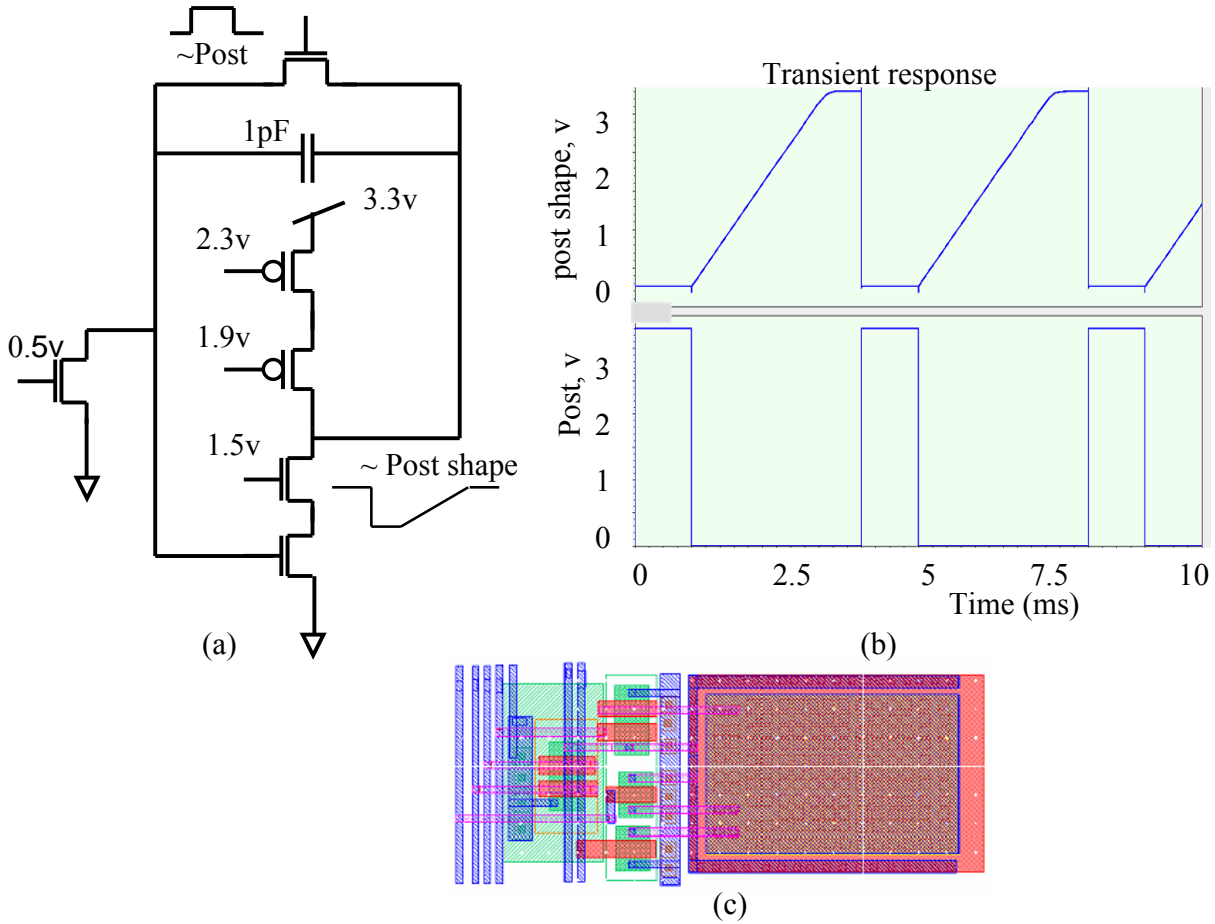 ~Post
1pF
3.3v
2.3v
1.9v
0.5v
1.5v
~ Post shape
(a)
Transient response
post shape, v
3
2
1
0
Post, v
3
2
1
0
0 2.5 5 7.5 10
Time (ms)
(b)
(c)